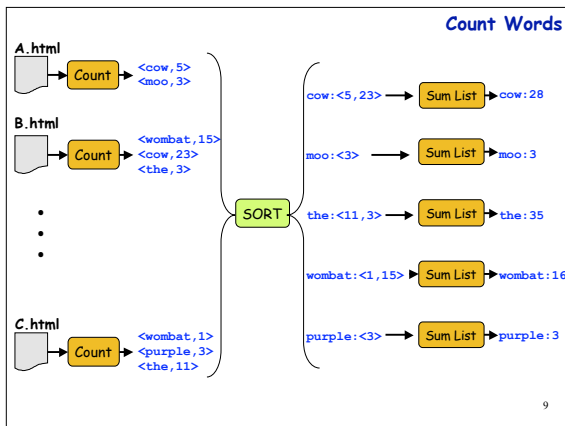 Count Words
A.html
Count
<cow,5>
<moo,3>
B.html
Count
<wombat,15>
<cow,23>
<the,3>
C.html
Count
<wombat,1>
<purple,3>
<the,11>
SORT
cow:<5,23>
Sum List
cow:28
moo:<3>
Sum List
moo:3
the:<11,3>
Sum List
the:35
wombat:<1,15>
Sum List
wombat:16
purple:<3>
Sum List
purple:3
9